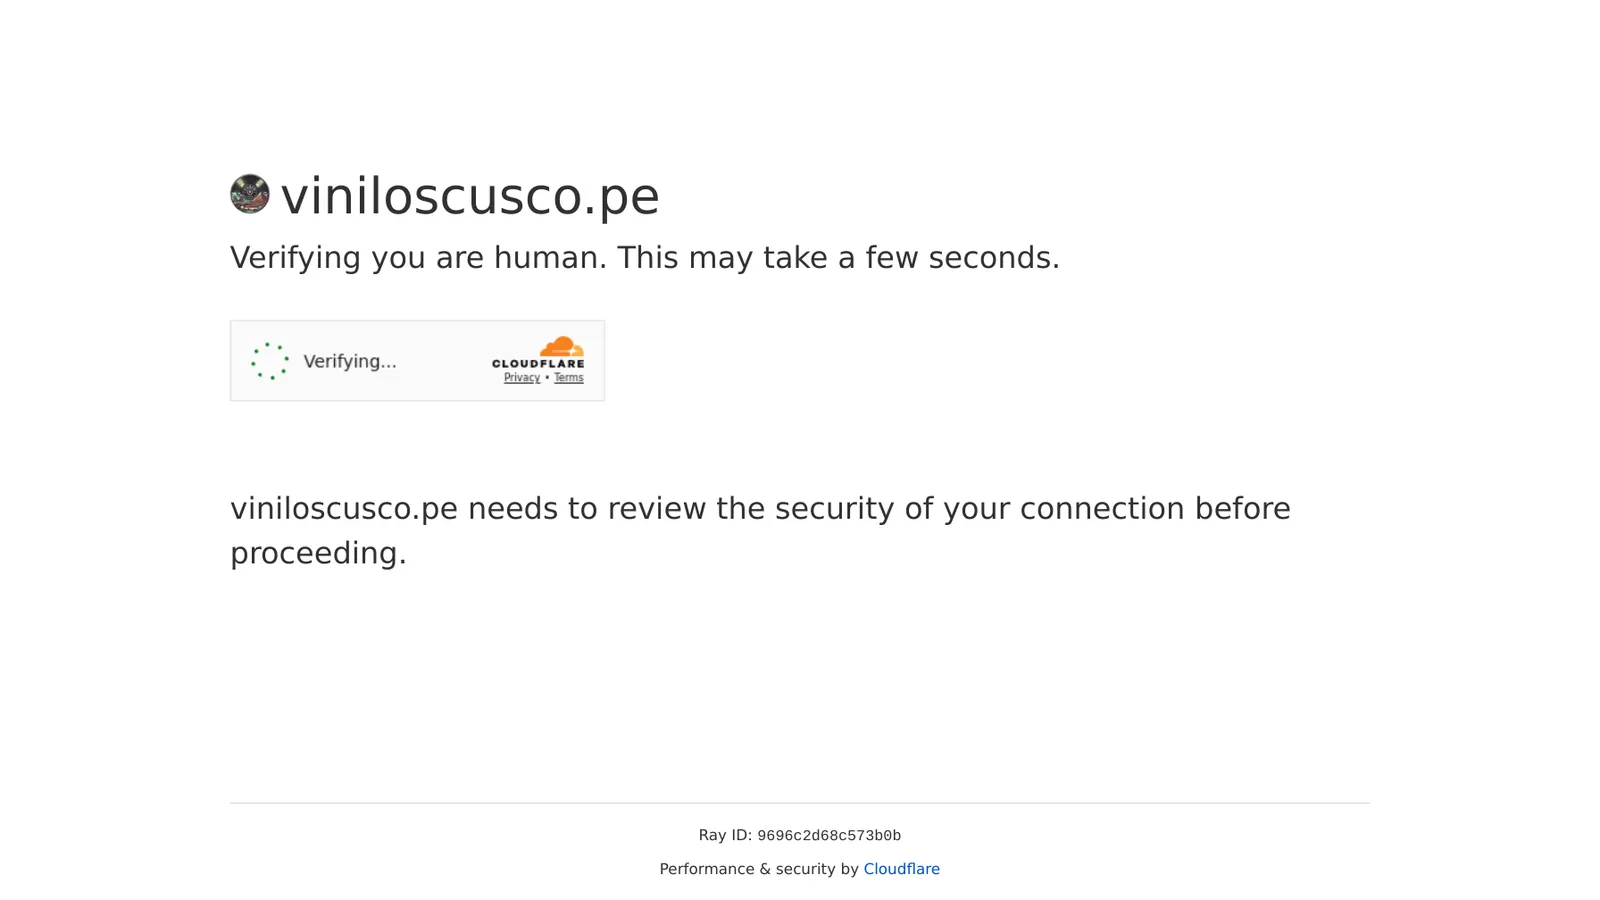 viniloscusco.pe
Verifying you are human. This may take a few seconds.
Verifying...
CLOUDFLARE
Privacy • Terms
viniloscusco.pe needs to review the security of your connection before
proceeding.
Ray ID: 9696c2d68c573b0b
Performance & security by Cloudflare